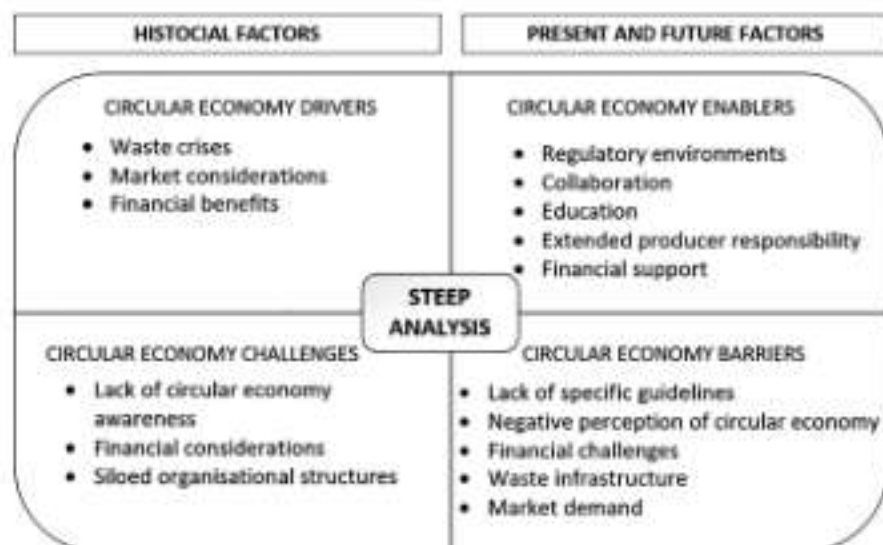 HISTOCIAL FACTORS
PRESENT AND FUTURE FACTORS
CIRCULAR ECONOMY DRIVERS
• Waste crises
• Market considerations
• Financial benefits
CIRCULAR ECONOMY ENABLERS
• Regulatory environments
• Collaboration
• Education
• Extended producer responsibility
• Financial support
STEEP
ANALYSIS
CIRCULAR ECONOMY CHALLENGES
• Lack of circular economy
awareness
• Financial considerations
• Siloed organisational structures
CIRCULAR ECONOMY BARRIERS
• Lack of specific guidelines
• Negative perception of circular economy
• Financial challenges
• Waste infrastructure
• Market demand